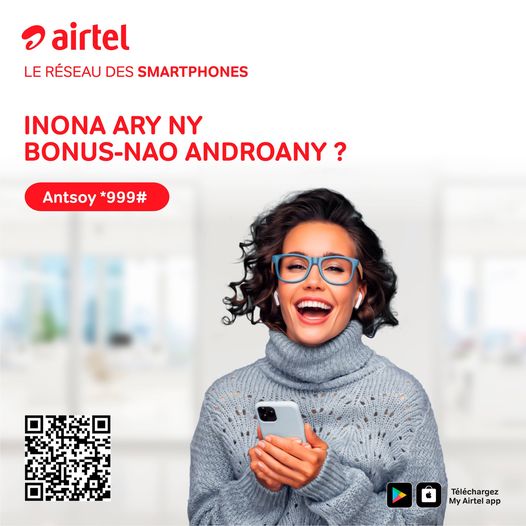 airtel
LE RÉSEAU DES SMARTPHONES
INONA ARY NY
BONUS-NAO ANDROANY ?
Antsoy *999#
Téléchargez
My Airtel app